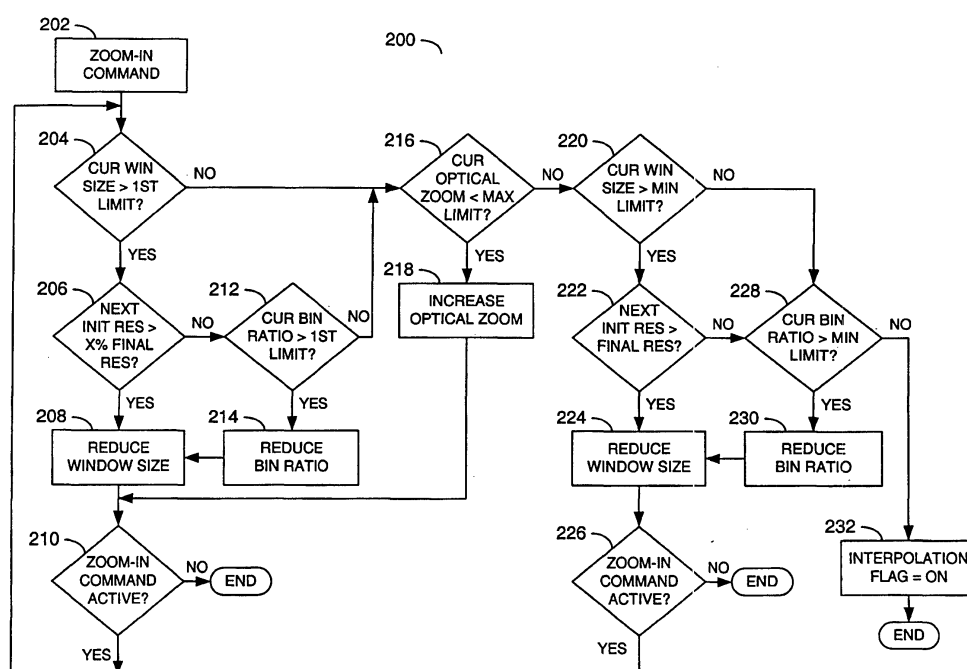 202
ZOOM-IN
COMMAND
200
204
CUR WIN
SIZE > 1ST
LIMIT?
NO
YES
216
CUR
OPTICAL
ZOOM < MAX
LIMIT?
NO
YES
220
CUR WIN
SIZE > MIN
LIMIT?
NO
YES
206
NEXT
INIT RES >
X% FINAL
RES?
NO
YES
212
CUR BIN
RATIO > 1ST
LIMIT?
NO
YES
218
INCREASE
OPTICAL ZOOM
222
NEXT
INIT RES >
FINAL RES?
NO
YES
228
CUR BIN
RATIO > MIN
LIMIT?
NO
YES
208
REDUCE
WINDOW SIZE
214
REDUCE
BIN RATIO
224
REDUCE
WINDOW SIZE
230
REDUCE
BIN RATIO
210
ZOOM-IN
COMMAND
ACTIVE?
NO
END
YES
226
ZOOM-IN
COMMAND
ACTIVE?
NO
END
YES
232
INTERPOLATION
FLAG = ON
END